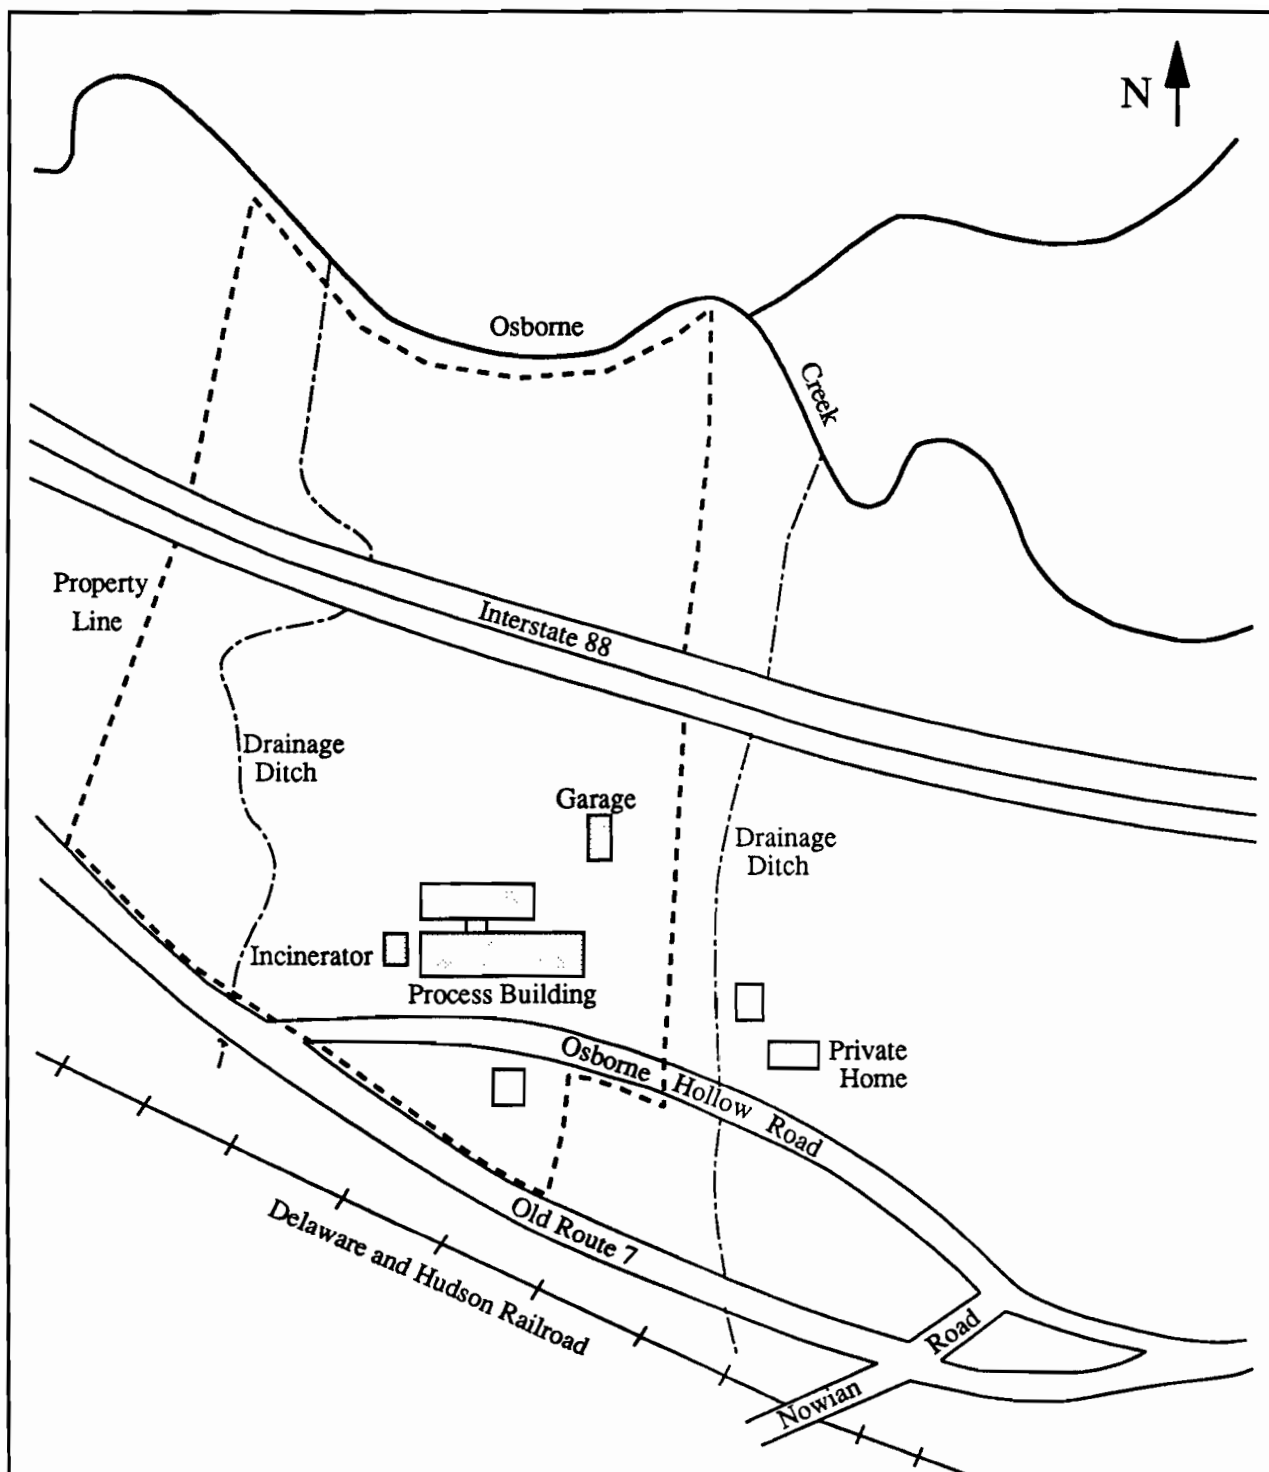 N
Osborne
Creek
Property
Line
Interstate 88
Drainage
Ditch
Garage
Drainage
Ditch
Incinerator
Process Building
Osborne Hollow Road
Private
Home
Old Route 7
Delaware and Hudson Railroad
Nowian Road